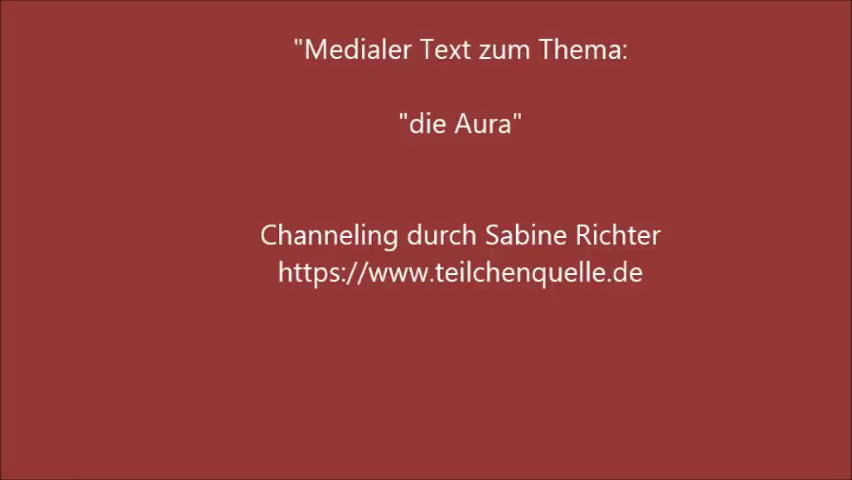 "Medialer Text zum Thema:
"die Aura"
Channeling durch Sabine Richter
https://www.teilchenquelle.de